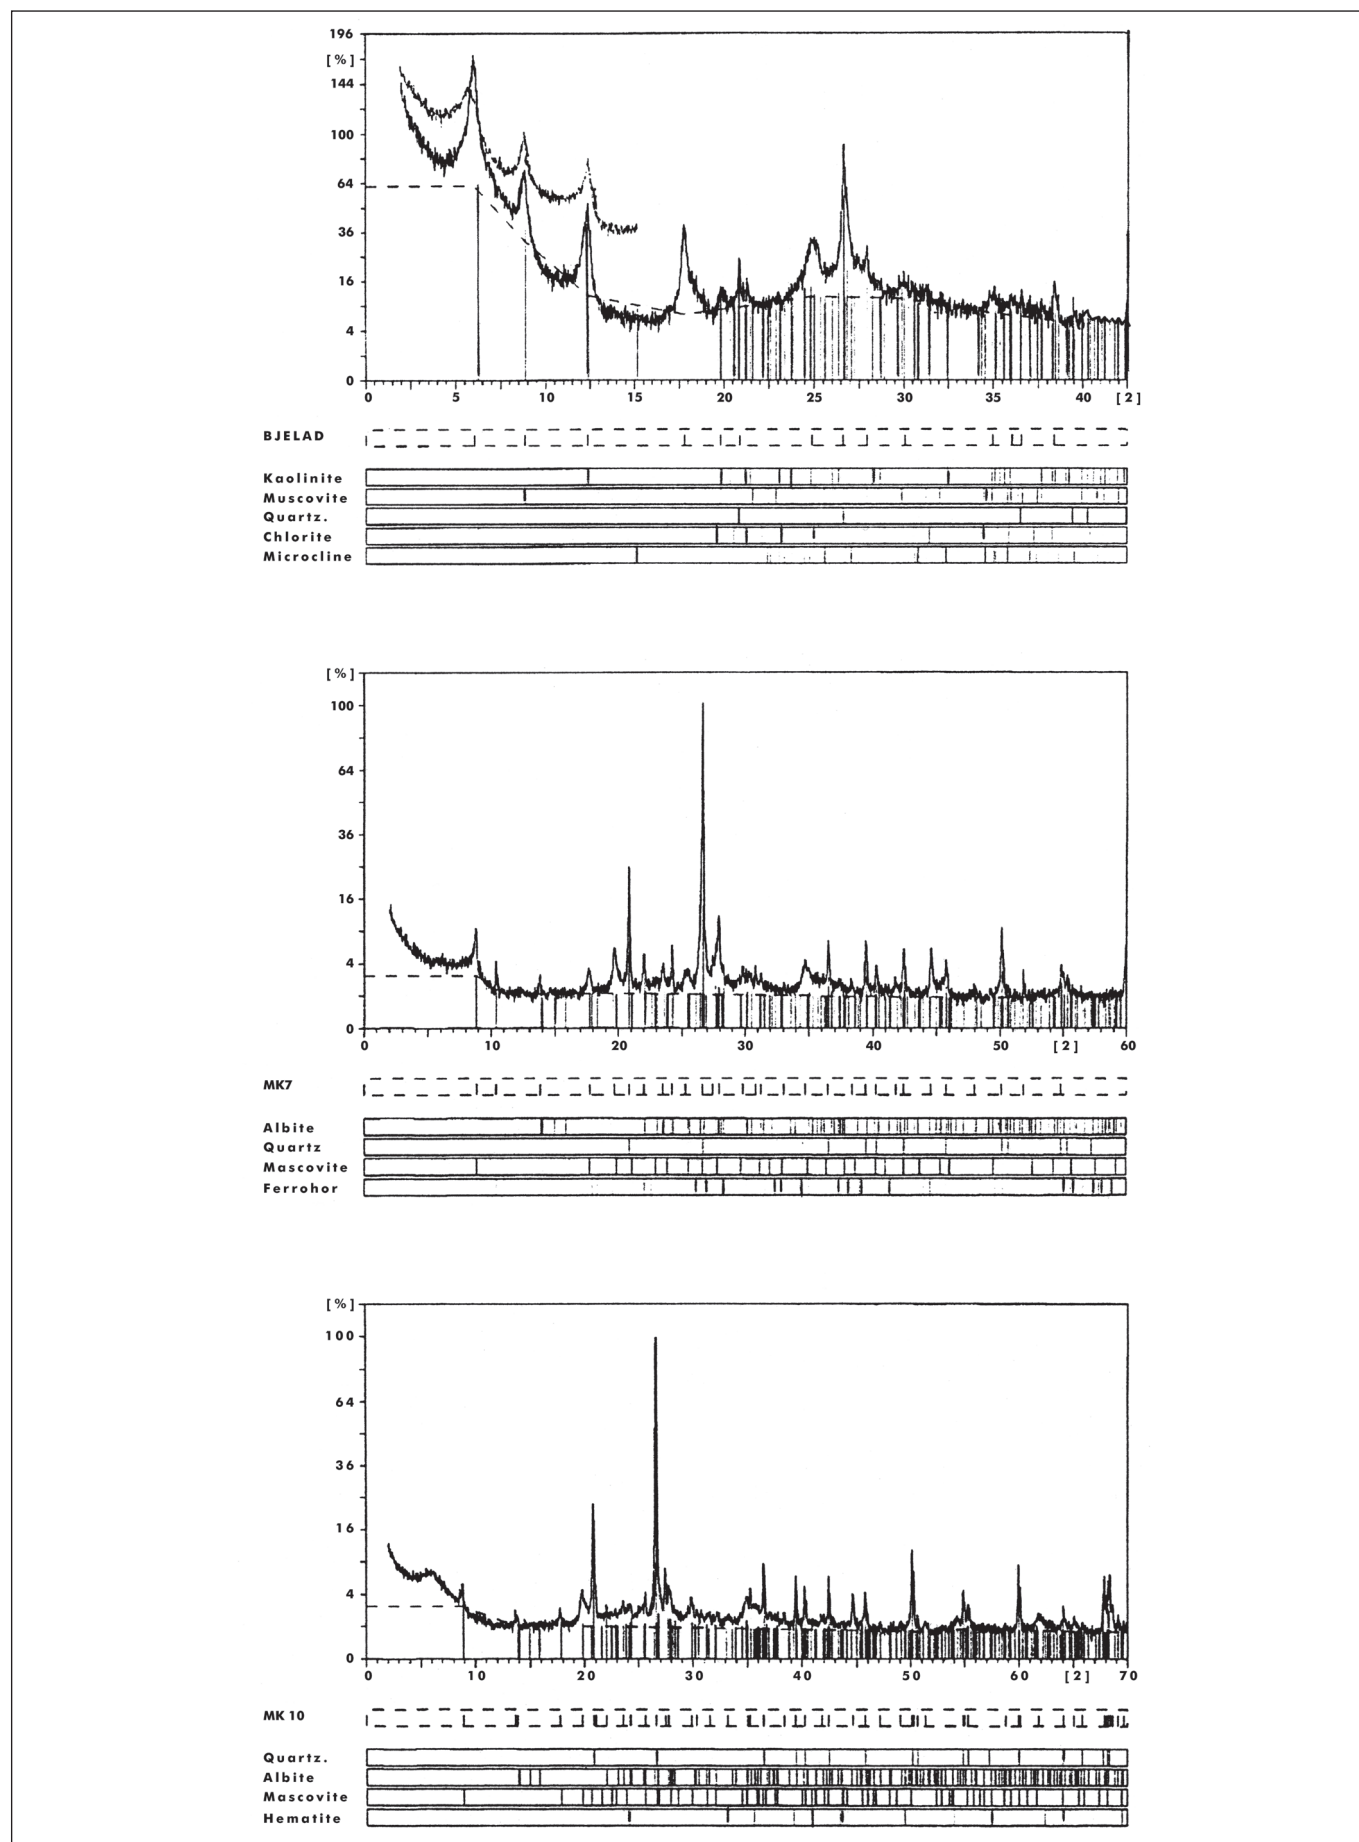 196
[%]
144
100
64
36
16
4
0
0 5 10 15 20 25 30 35 40 [2]
BJELAD
Kaolinite
Muscovite
Quartz.
Chlorite
Microcline
[%]
100
64
36
16
4
0
0 10 20 30 40 50 [2] 60
MK7
Albite
Quartz
Mascovite
Ferrohor
[%]
100
64
36
16
4
0
0 10 20 30 40 50 60 [2] 70
MK 10
Quartz.
Albite
Mascovite
Hematite